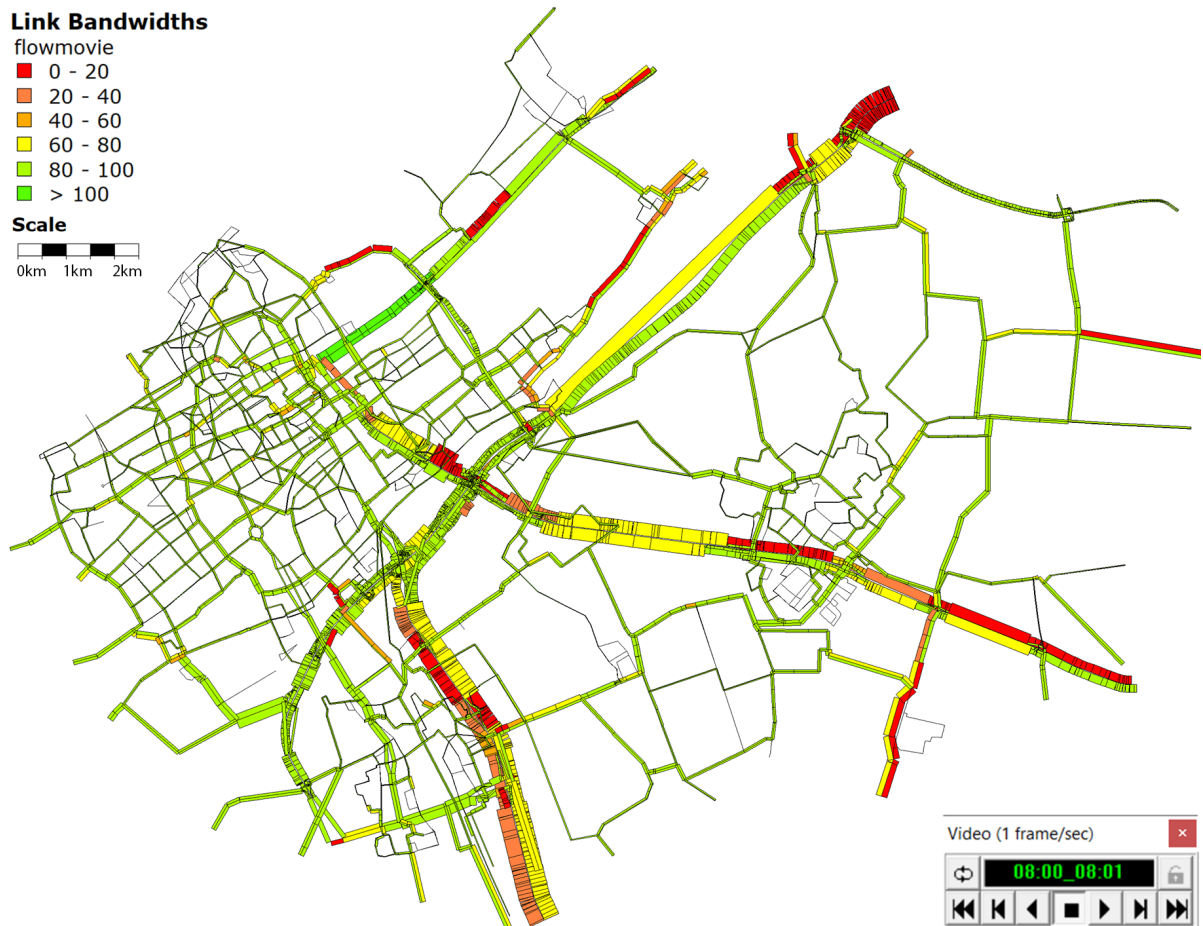 Link Bandwidths
flowmovie
0 - 20
20 - 40
40 - 60
60 - 80
80 - 100
> 100
Scale
0km 1km 2km
Video (1 frame/sec)
08:00_08:01